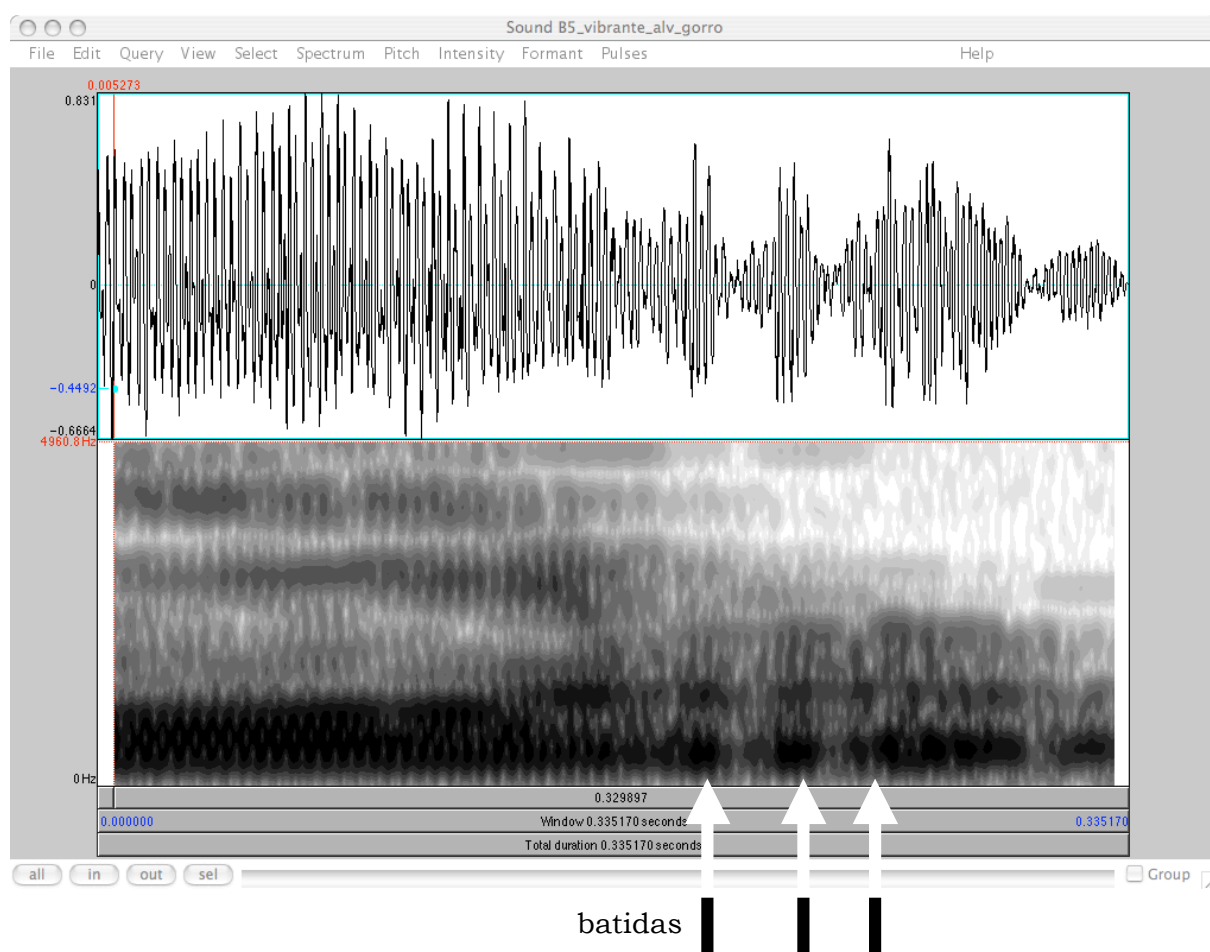 Sound B5_vibrante_alv_gorro
File Edit Query View Select Spectrum Pitch Intensity Formant Pulses Help
0.005273
0.831
0
-0.4492
-0.6664
4960.8 Hz
0 Hz
0.329897
0.000000 Window 0.335170 seconds 0.335170
Total duration 0.335170 seconds
all in out sel Group
batidas